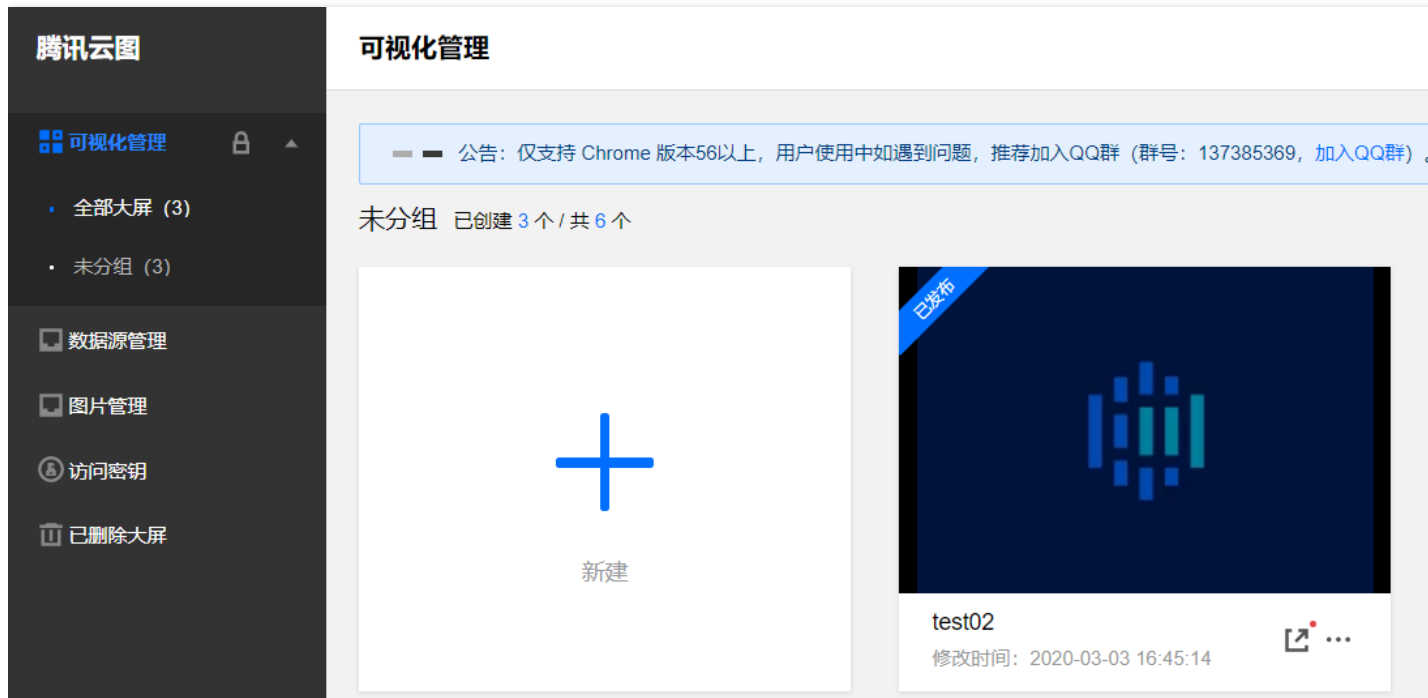 腾讯云图
可视化管理
可视化管理
全部大屏 (3)
未分组 (3)
数据源管理
图片管理
访问密钥
已删除大屏
公告：仅支持 Chrome 版本56以上，用户使用中如遇到问题，推荐加入QQ群（群号：137385369，加入QQ群）。
未分组 已创建 3 个 / 共 6 个
新建
已发布
test02
修改时间：2020-03-03 16:45:14